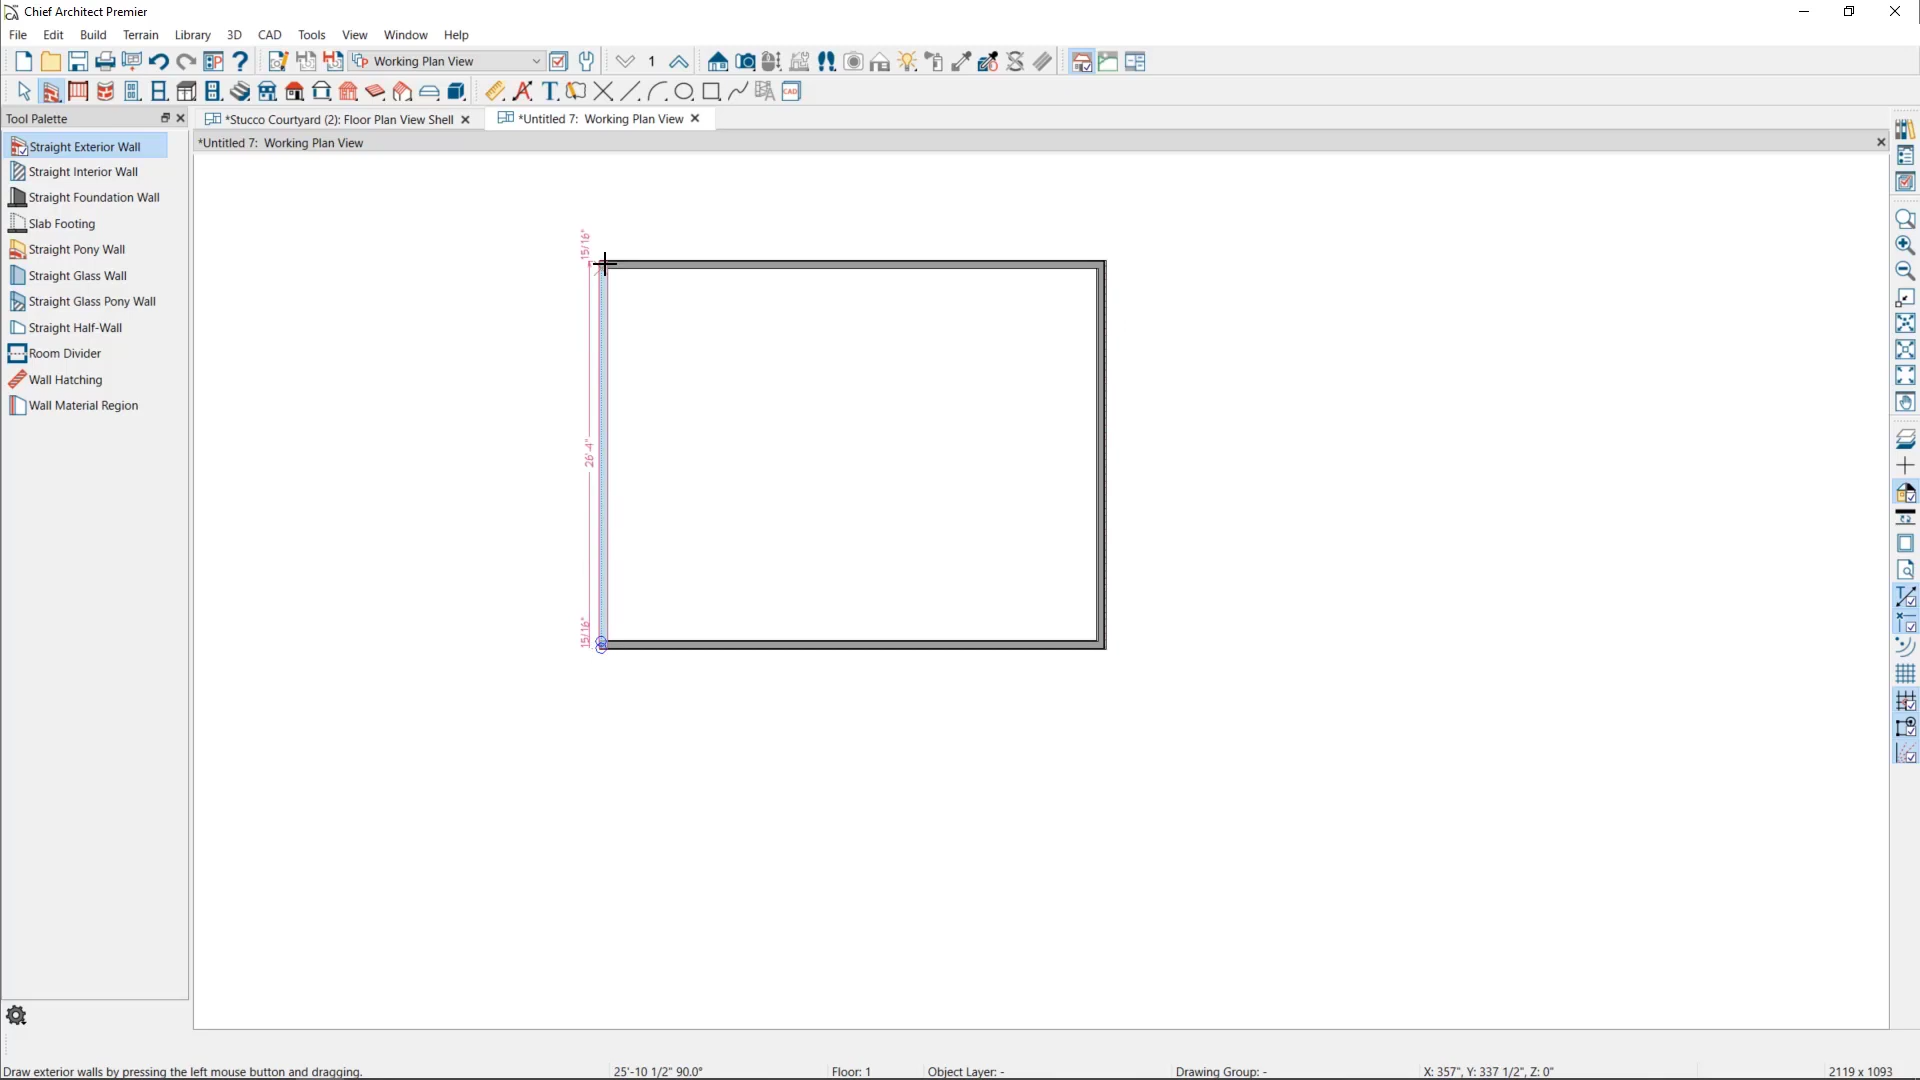 Chief Architect Premier
File Edit Build Terrain Library 3D CAD Tools View Window Help
Working Plan View 1
CAD
Tool Palette
*Stucco Courtyard (2): Floor Plan View Shell
*Untitled 7: Working Plan View
*Untitled 7: Working Plan View
Straight Exterior Wall
Straight Interior Wall
Straight Foundation Wall
Slab Footing
Straight Pony Wall
Straight Glass Wall
Straight Glass Pony Wall
Straight Half-Wall
Room Divider
Wall Hatching
Wall Material Region
15/16"
26'-4"
15/16"
Draw exterior walls by pressing the left mouse button and dragging. 25'-10 1/2" 90.0° Floor: 1 Object Layer: - Drawing Group: - X: 357", Y: 337 1/2", Z: 0" 2119 x 1093